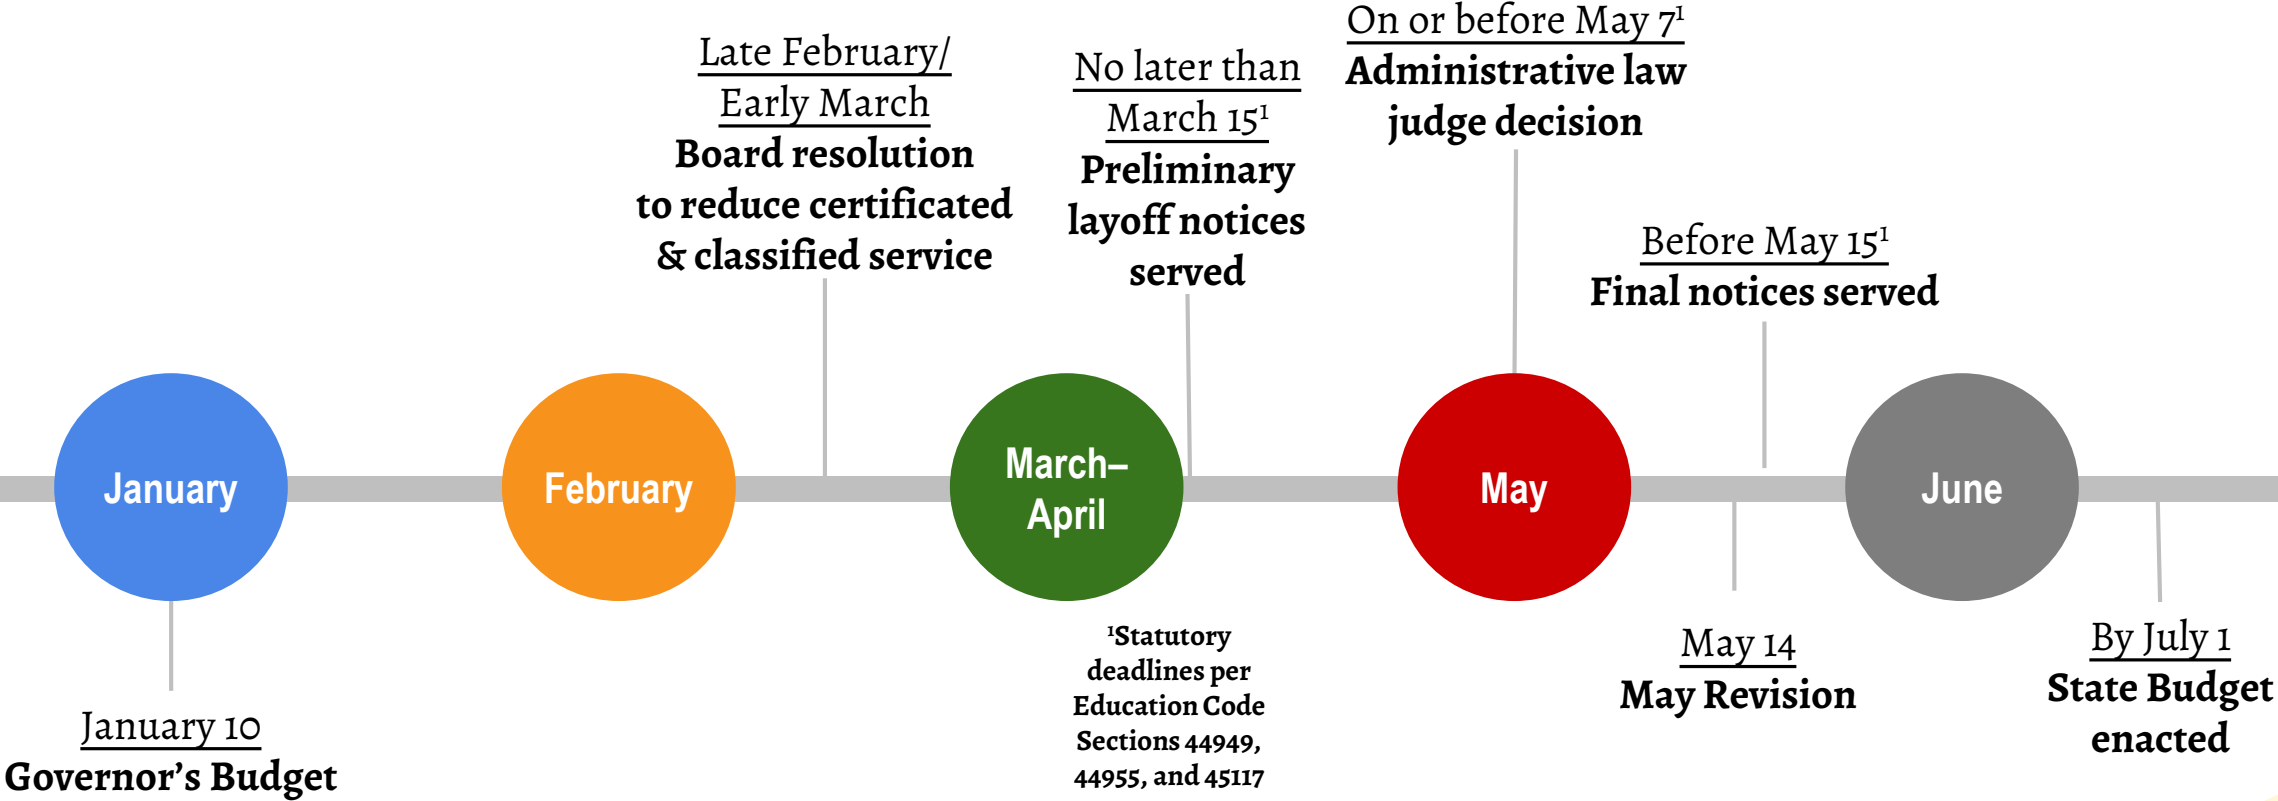 Late February/
Early March
Board resolution
to reduce certificated
& classified service
No later than
March 15¹
Preliminary
layoff notices
served
On or before May 7¹
Administrative law
judge decision
Before May 15¹
Final notices served
January
February
March–
April
May
June
January 10
Governor’s Budget
¹Statutory
deadlines per
Education Code
Sections 44949,
44955, and 45117
May 14
May Revision
By July 1
State Budget
enacted